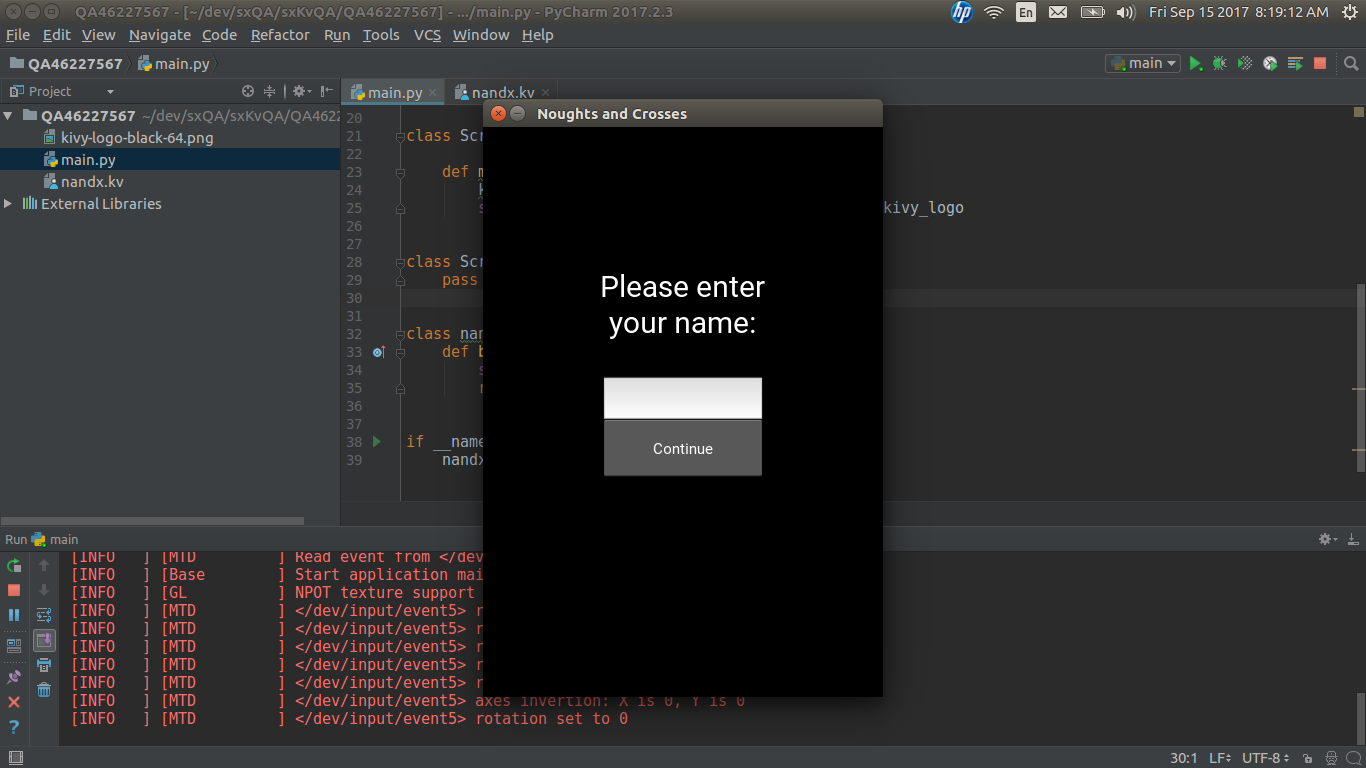 QA46227567 - [~/dev/sxQA/sxKvQA/QA46227567] - .../main.py - PyCharm 2017.2.3
En
Fri Sep 15 2017 8:19:12 AM
File Edit View Navigate Code Refactor Run Tools VCS Window Help
QA46227567 main.py
main
Project
main.py
nandx.kv
QA46227567 ~/dev/sxQA/sxKvQA/QA4622
kivy-logo-black-64.png
main.py
nandx.kv
External Libraries
20
21 class Scr
22
23 def m
24 k
25 s kivy_logo
26
27
28 class Scr
29 pass
30
31
32 class nan
33 def b
34 s
35 r
36
37
38 if __name
39 nandx
Noughts and Crosses
Please enter
your name:
Continue
Run main
[INFO ] [MTD ] Read event from </dev
[INFO ] [Base ] Start application mai
[INFO ] [GL ] NPOT texture support
[INFO ] [MTD ] </dev/input/event5> r
[INFO ] [MTD ] </dev/input/event5> r
[INFO ] [MTD ] </dev/input/event5> r
[INFO ] [MTD ] </dev/input/event5> r
[INFO ] [MTD ] </dev/input/event5> r
[INFO ] [MTD ] </dev/input/event5> axes invertion: X is 0, Y is 0
[INFO ] [MTD ] </dev/input/event5> rotation set to 0
30:1 LF UTF-8